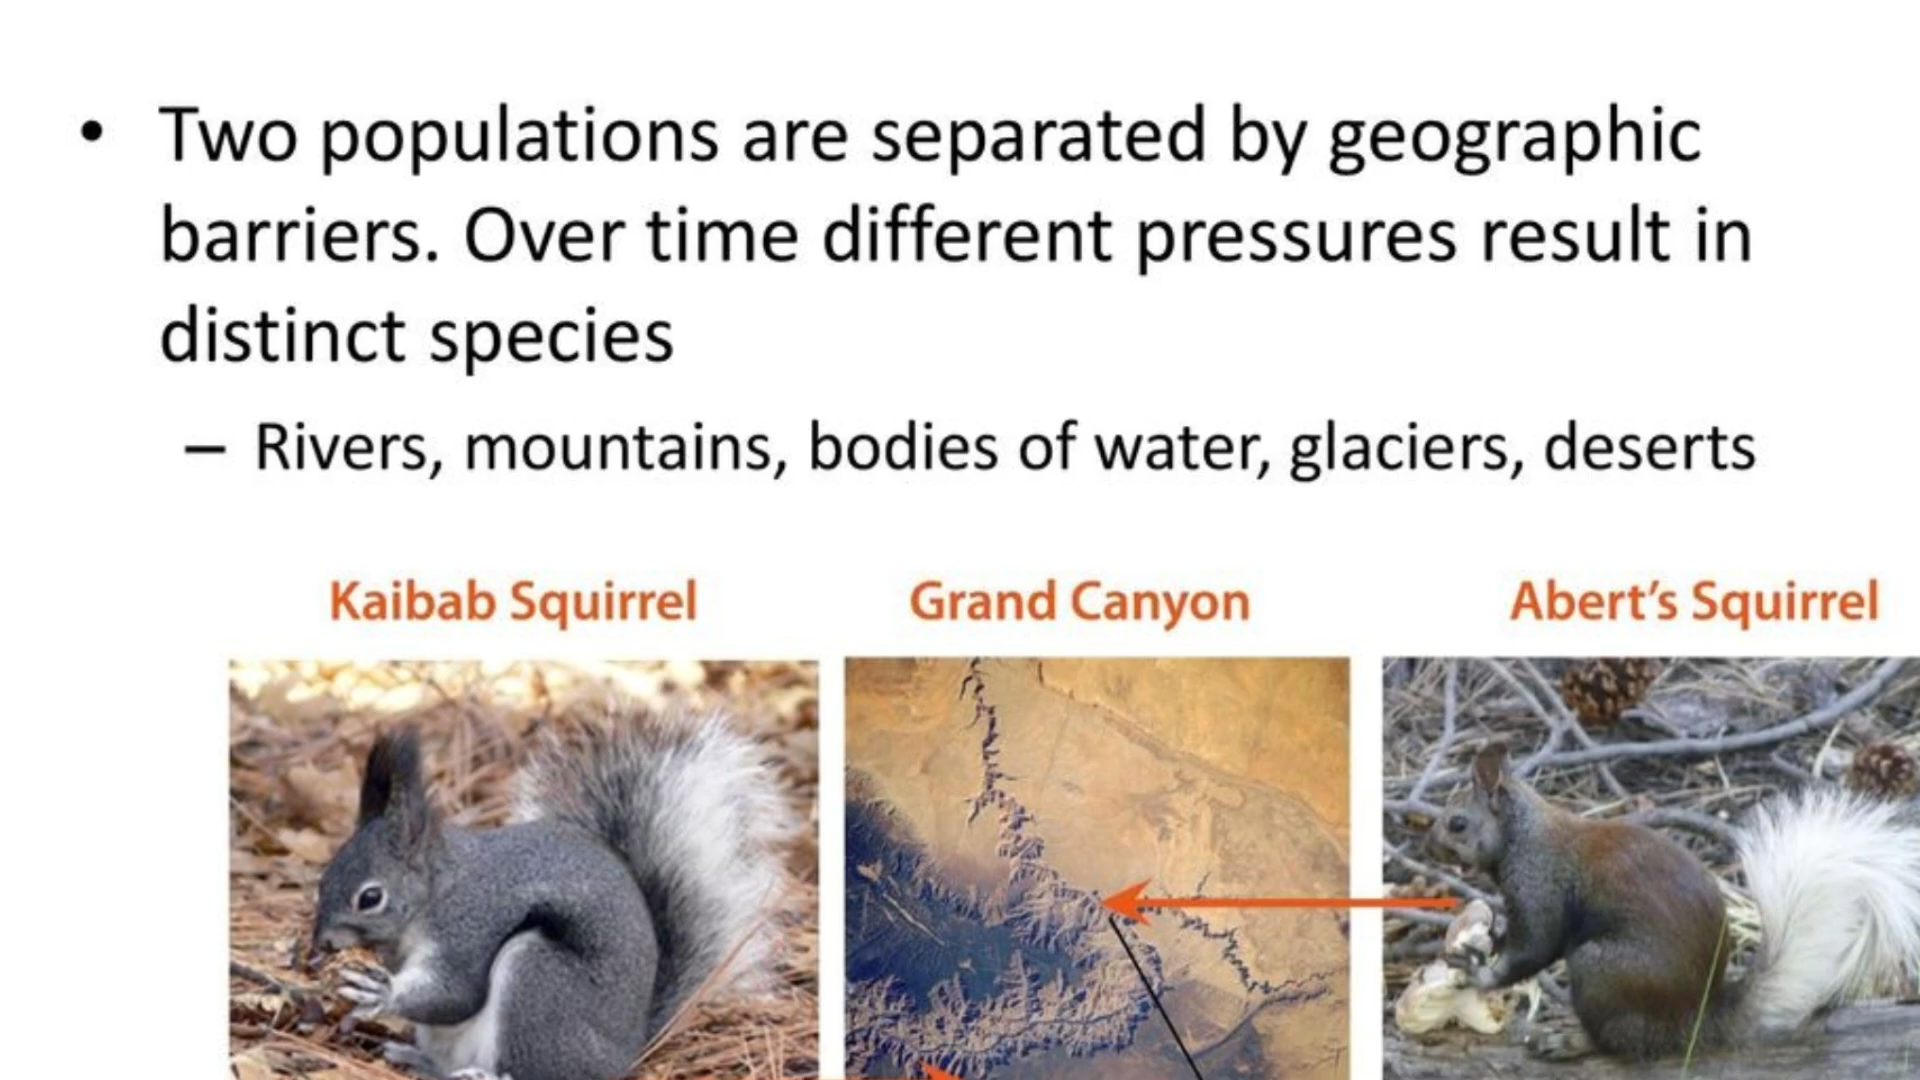 • Two populations are separated by geographic
barriers. Over time different pressures result in
distinct species
– Rivers, mountains, bodies of water, glaciers, deserts
Kaibab Squirrel
Grand Canyon
Abert’s Squirrel